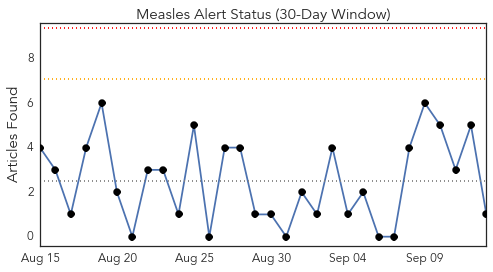 Measles Alert Status (30-Day Window)
Articles Found
8
6
4
2
0
Aug 15 Aug 20 Aug 25 Aug 30 Sep 04 Sep 09